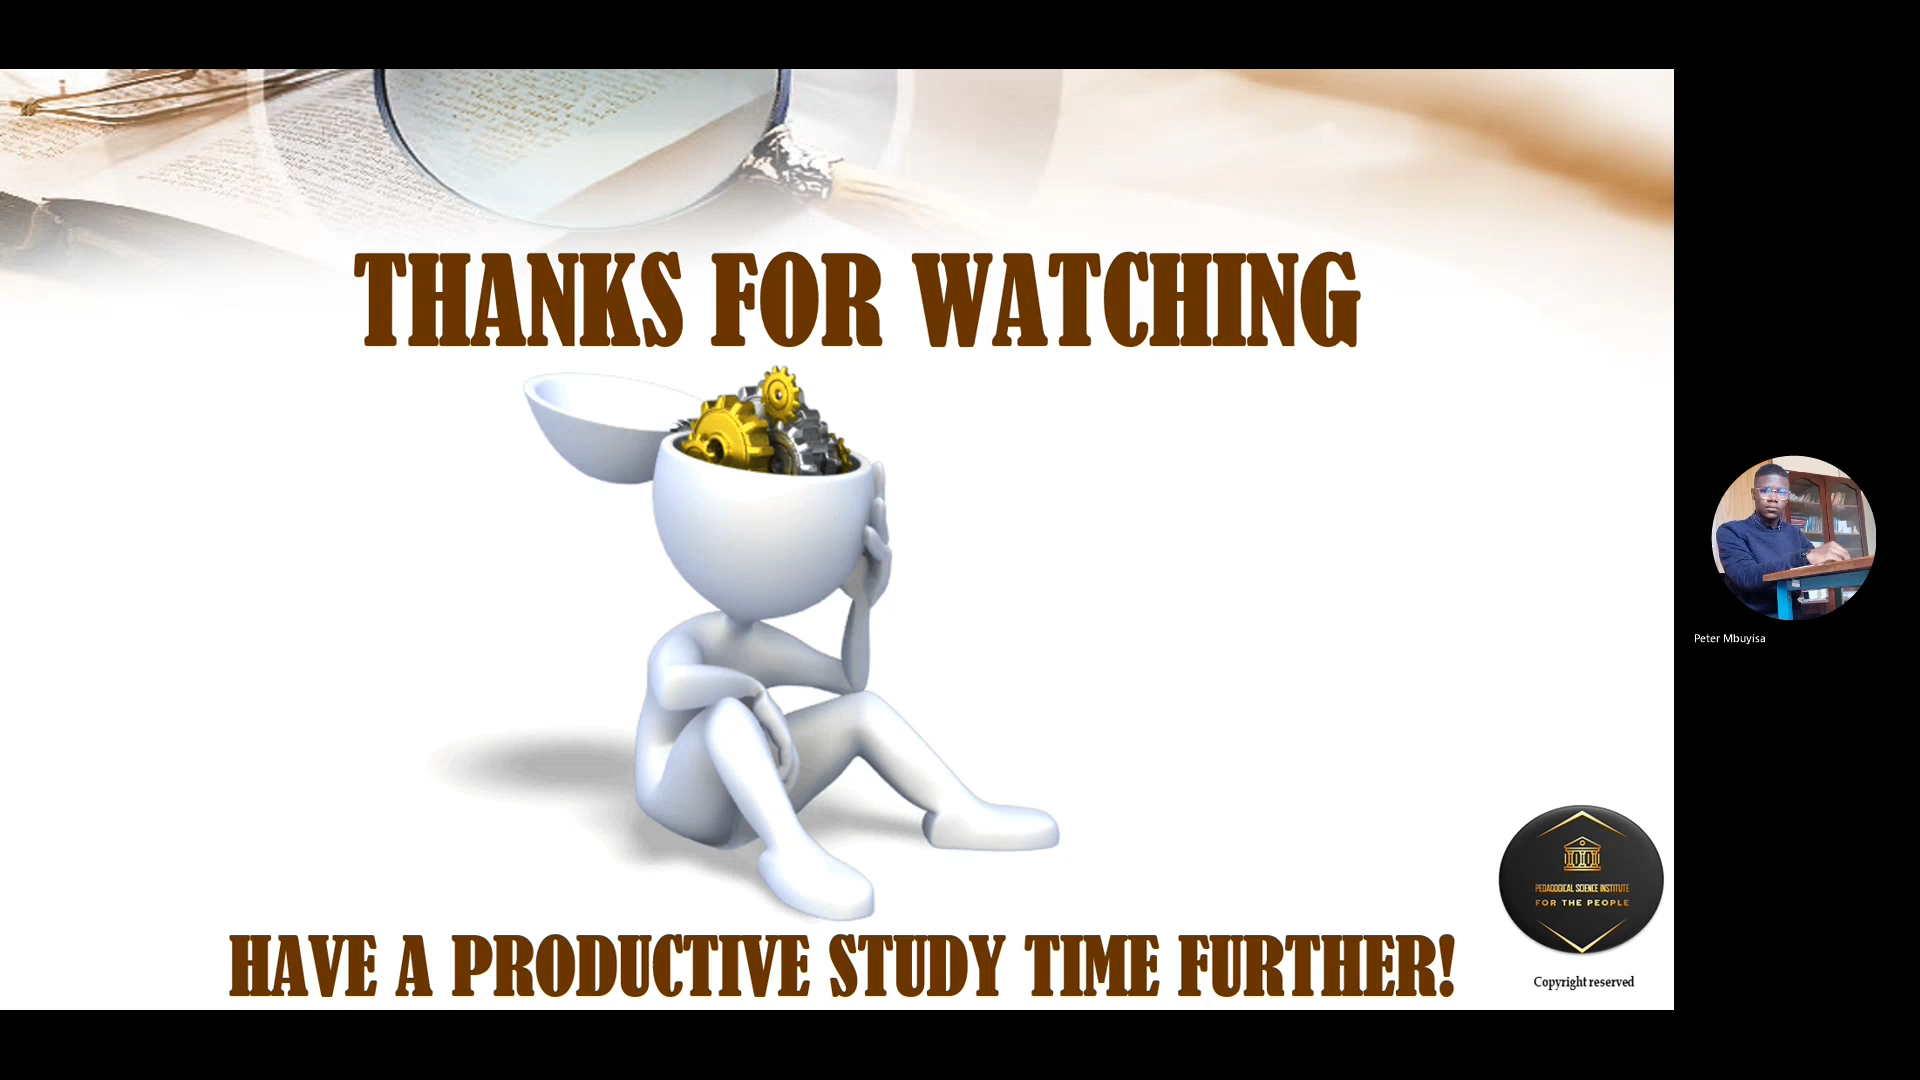 THANKS FOR WATCHING
Peter Mbuyisa
PEDAGOGICAL SCIENCE INSTITUTE
FOR THE PEOPLE
HAVE A PRODUCTIVE STUDY TIME FURTHER!
Copyright reserved